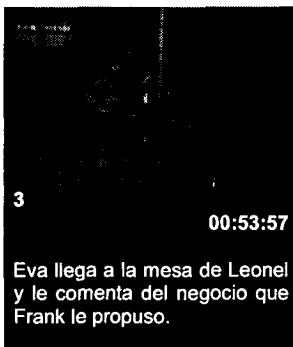 3
00:53:57
Eva llega a la mesa de Leonel
y le comenta del negocio que
Frank le propuso.